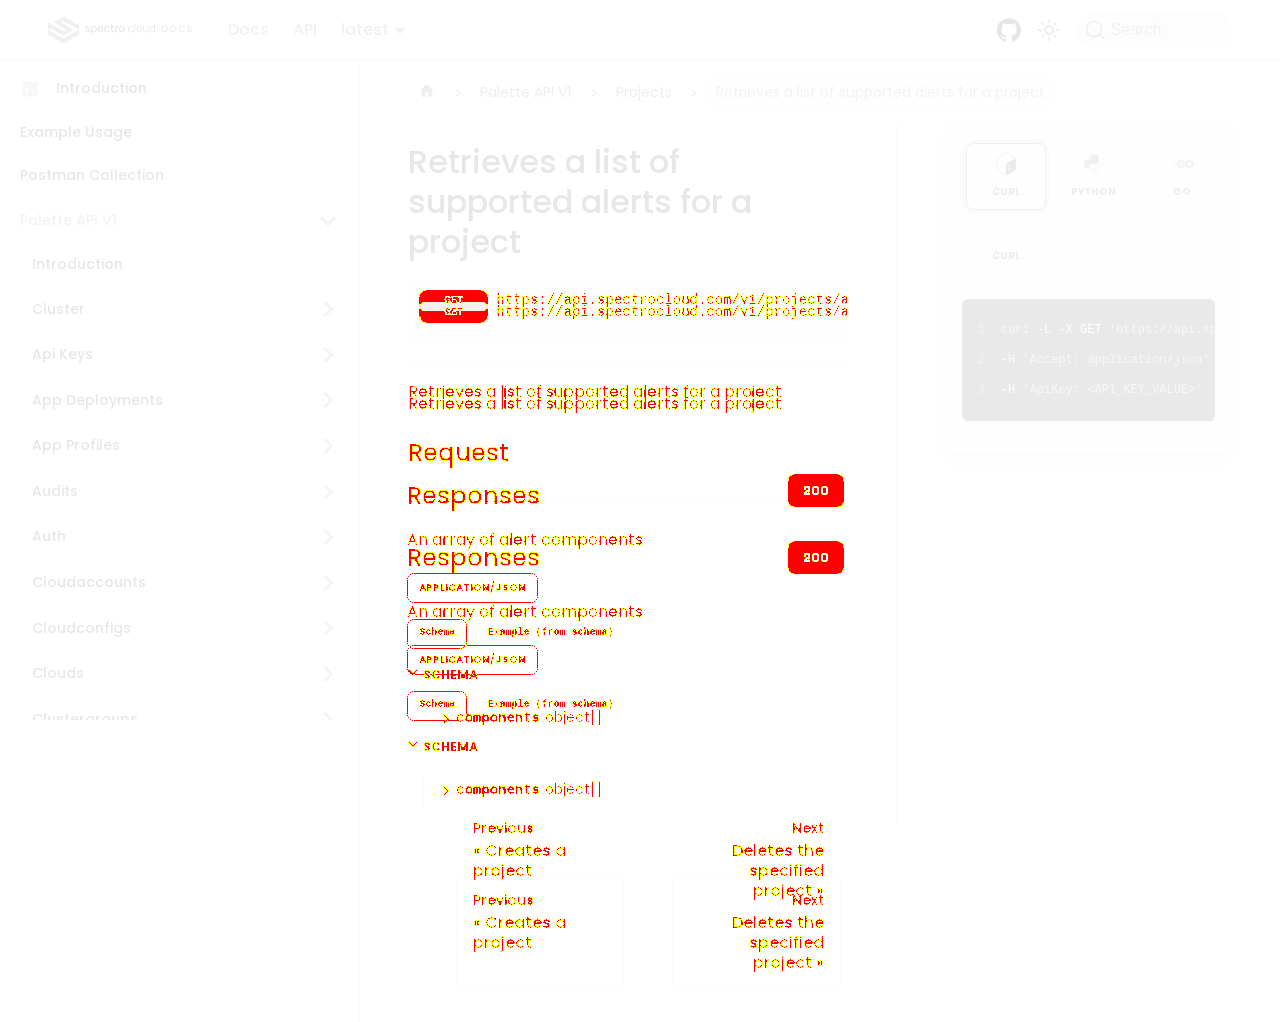 spectro cloud DOCS
Docs
API
latest
Search
Introduction
Example Usage
Postman Collection
Palette API V1
Introduction
Cluster
Api Keys
App Deployments
App Profiles
Audits
Auth
Cloudaccounts
Cloudconfigs
Clouds
Clustergroups
Palette API V1
Projects
Retrieves a list of supported alerts for a project
Retrieves a list of
supported alerts for a
project
GET https://api.spectrocloud.com/v1/projects/a
GET https://api.spectrocloud.com/v1/projects/a
Retrieves a list of supported alerts for a project
Retrieves a list of supported alerts for a project
Request
Responses
200
An array of alert components
Responses
200
APPLICATION/JSON
An array of alert components
Schema
Example (from schema)
APPLICATION/JSON
SCHEMA
Schema
Example (from schema)
components object[]
SCHEMA
components object[]
Previous
« Creates a
project
Next
Deletes the
specified
project »
Previous
« Creates a
project
Next
Deletes the
specified
project »
CURL
PYTHON
GO
CURL
1 curl -L -X GET 'https://api.sp
2 -H 'Accept: application/json'
3 -H 'ApiKey: <API_KEY_VALUE>'